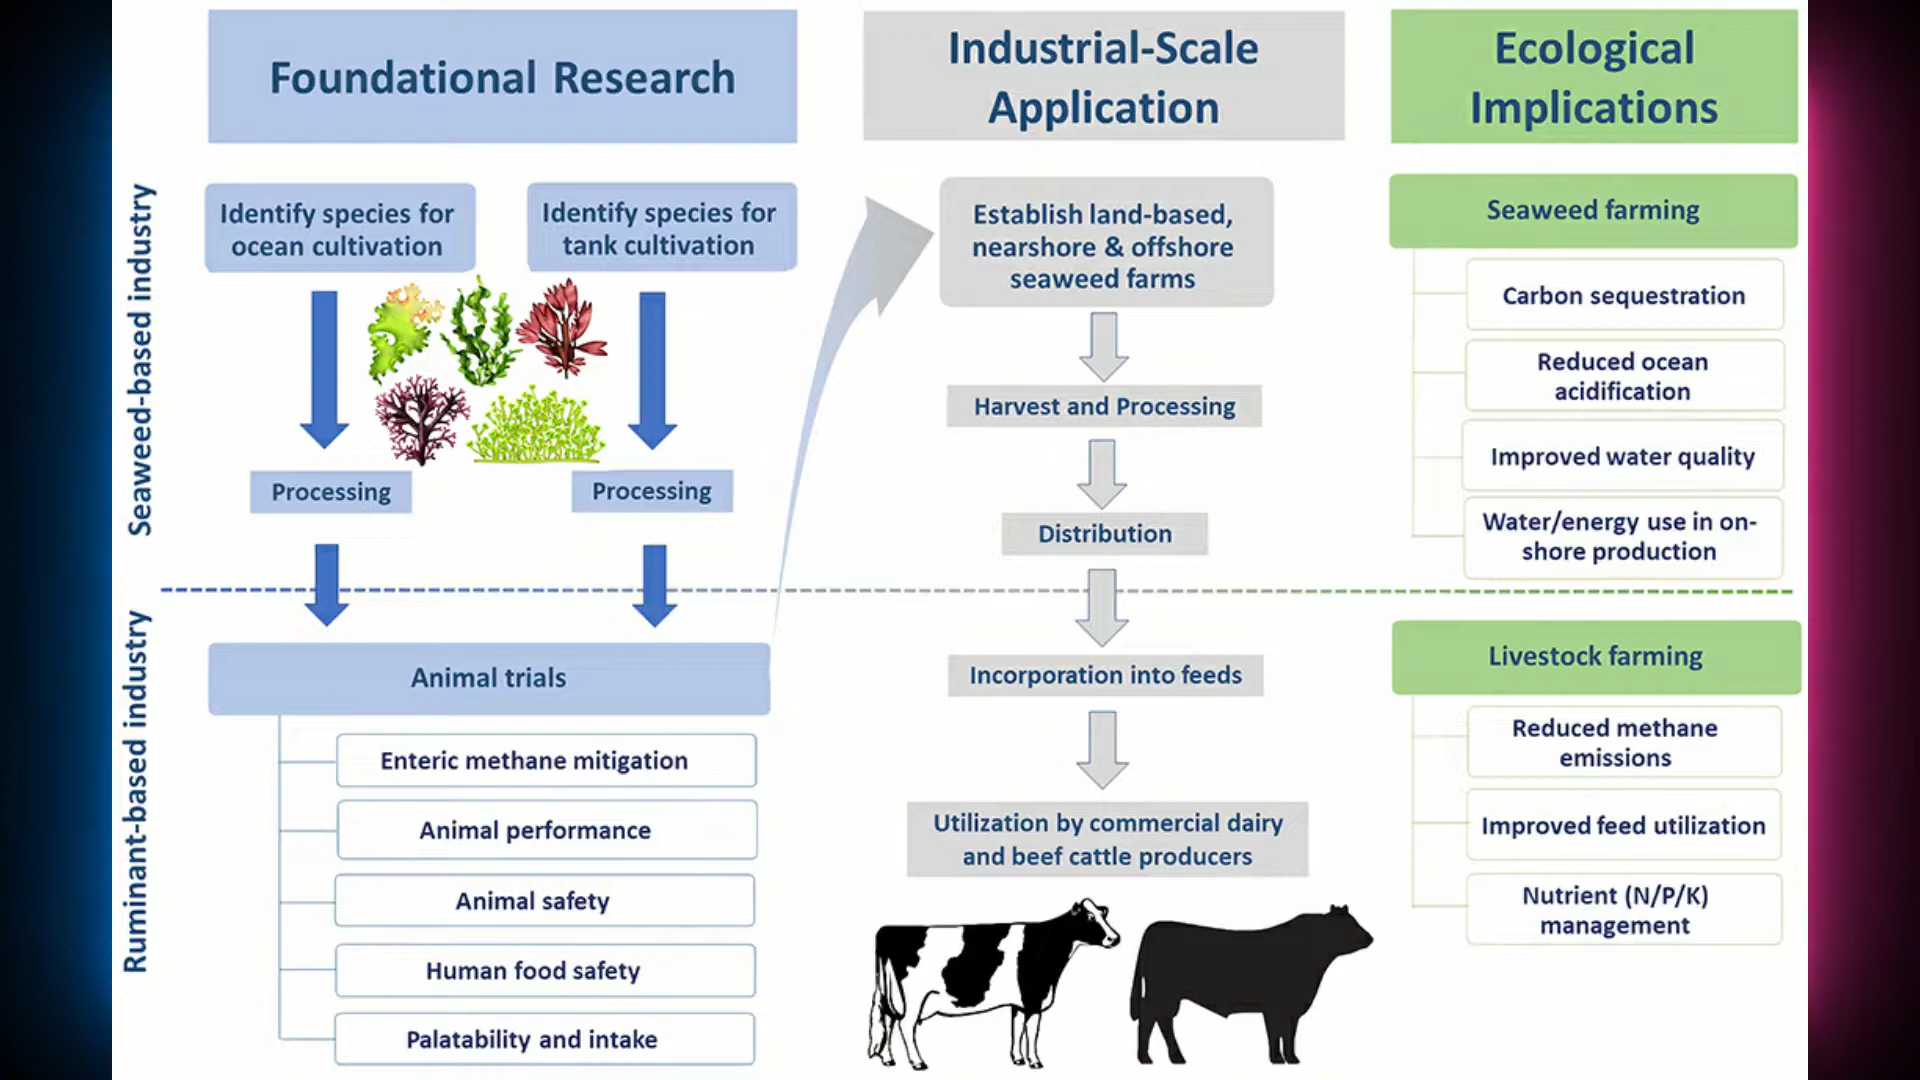 Foundational Research
Industrial-Scale
Application
Ecological
Implications
Seaweed-based industry
Identify species for
ocean cultivation
Identify species for
tank cultivation
Processing
Processing
Establish land-based,
nearshore & offshore
seaweed farms
Harvest and Processing
Distribution
Seaweed farming
Carbon sequestration
Reduced ocean
acidification
Improved water quality
Water/energy use in on-
shore production
Ruminant-based industry
Animal trials
Enteric methane mitigation
Animal performance
Animal safety
Human food safety
Palatability and intake
Incorporation into feeds
Utilization by commercial dairy
and beef cattle producers
Livestock farming
Reduced methane
emissions
Improved feed utilization
Nutrient (N/P/K)
management